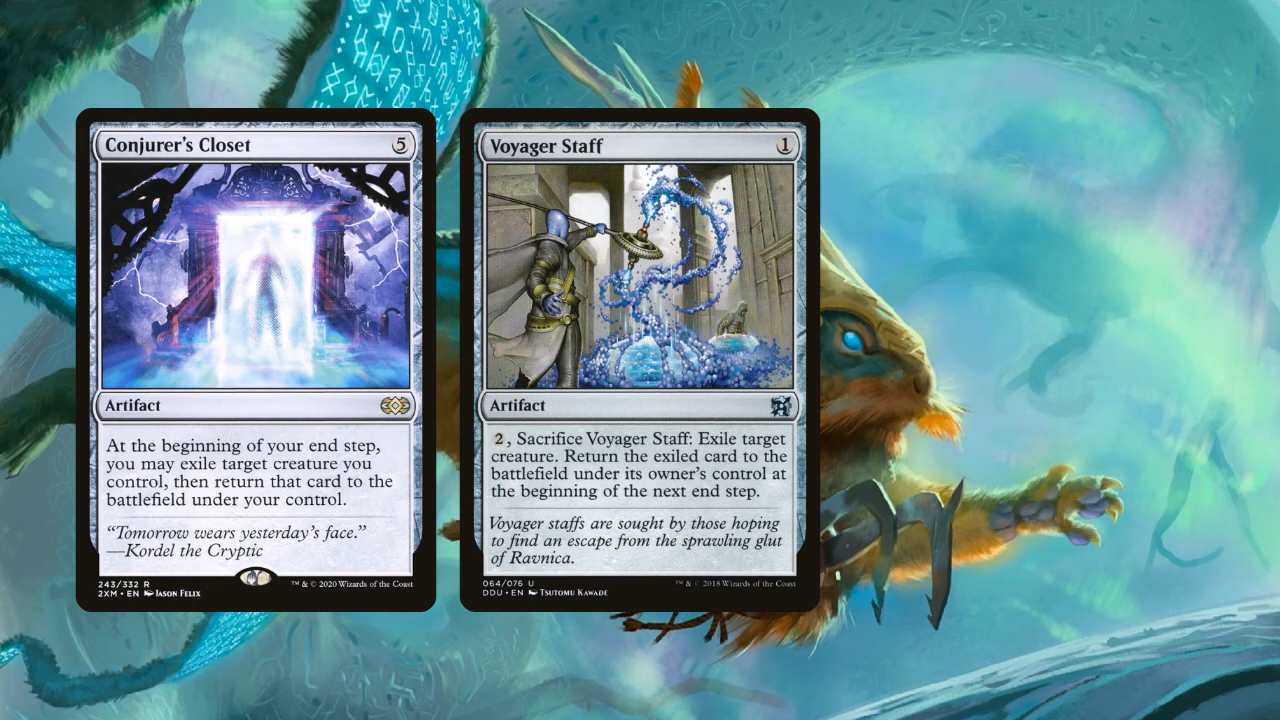 Conjurer's Closet 5
Artifact
At the beginning of your end step,
you may exile target creature you
control, then return that card to the
battlefield under your control.
“Tomorrow wears yesterday's face.”
—Kordel the Cryptic
243/332 R
™ & © 2020 Wizards of the Coast
2XM • EN Jason Felix
Voyager Staff 1
Artifact
2, Sacrifice Voyager Staff: Exile target
creature. Return the exiled card to the
battlefield under its owner's control at
the beginning of the next end step.
Voyager staffs are sought by those hoping
to find an escape from the sprawling glut
of Ravnica.
064/076 U
™ & © 2018 Wizards of the Coast
DDU • EN Tsutomu Kawade